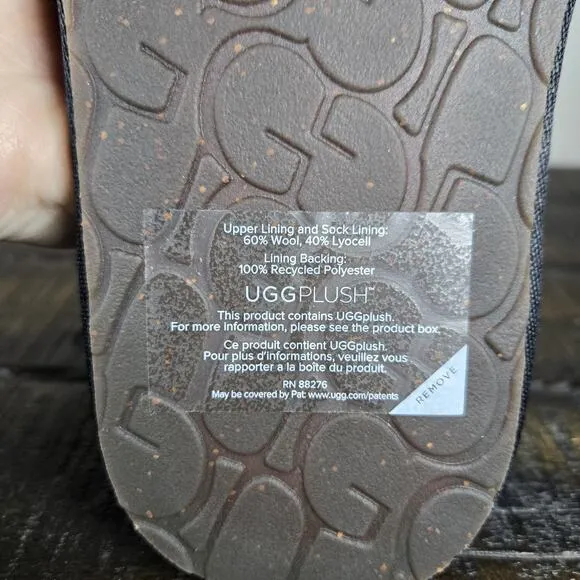 Upper Lining and Sock Lining:
60% Wool, 40% Lyocell
Lining Backing:
100% Recycled Polyester
UGGPLUSH™
This product contains UGGplush.
For more information, please see the product box.
Ce produit contient UGGplush.
Pour plus d'informations, veuillez vous
rapporter a la boîte du produit.
RN 88276
May be covered by Pat: www.ugg.com/patents
REMOVE